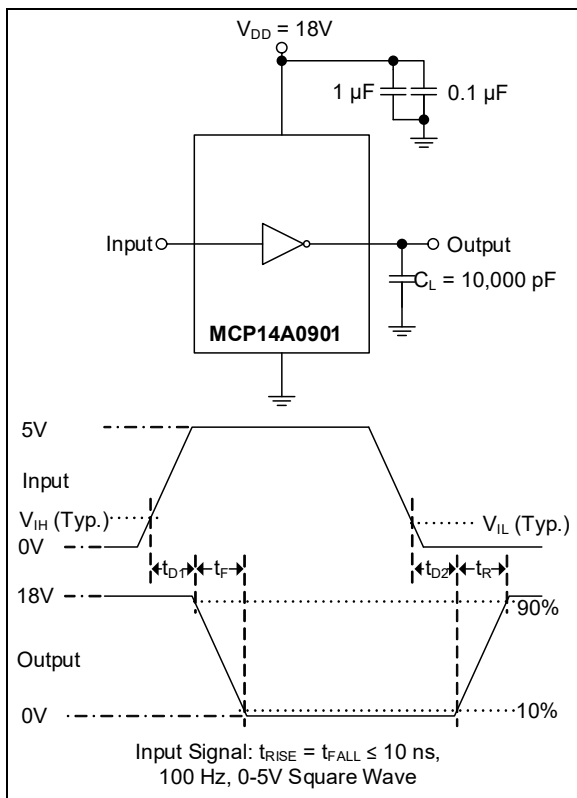 V_DD = 18V
1 µF 0.1 µF
Input Output
C_L = 10,000 pF
MCP14A0901
5V
Input
V_IH (Typ.) V_IL (Typ.)
0V
t_D1 t_F t_D2 t_R
18V
90%
Output
0V 10%
Input Signal: t_RISE = t_FALL ≤ 10 ns,
100 Hz, 0-5V Square Wave